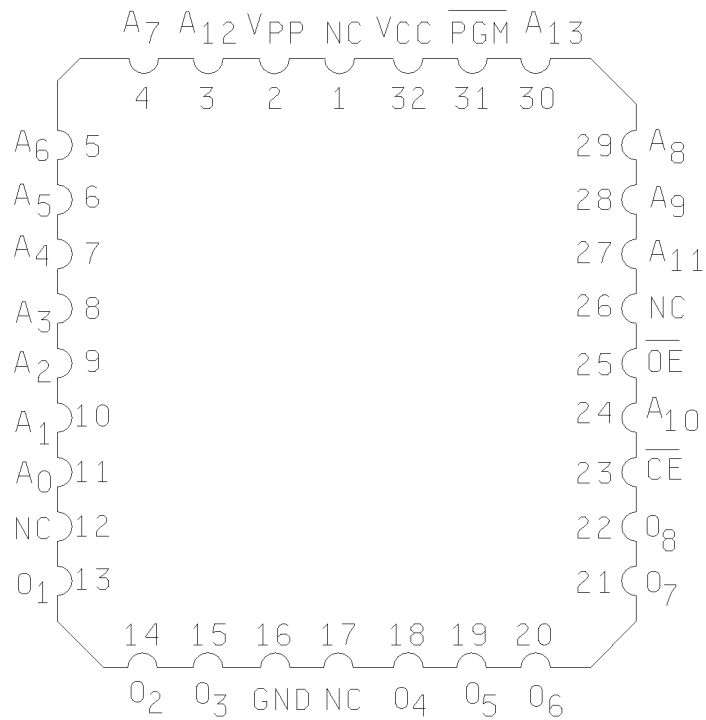 A7 A12 VPP NC VCC PGM A13
4 3 2 1 32 31 30
A6 5 29 A8
A5 6 28 A9
A4 7 27 A11
A3 8 26 NC
A2 9 25 OE
A1 10 24 A10
A0 11 23 CE
NC 12 22 O8
O1 13 21 O7
14 15 16 17 18 19 20
O2 O3 GND NC O4 O5 O6